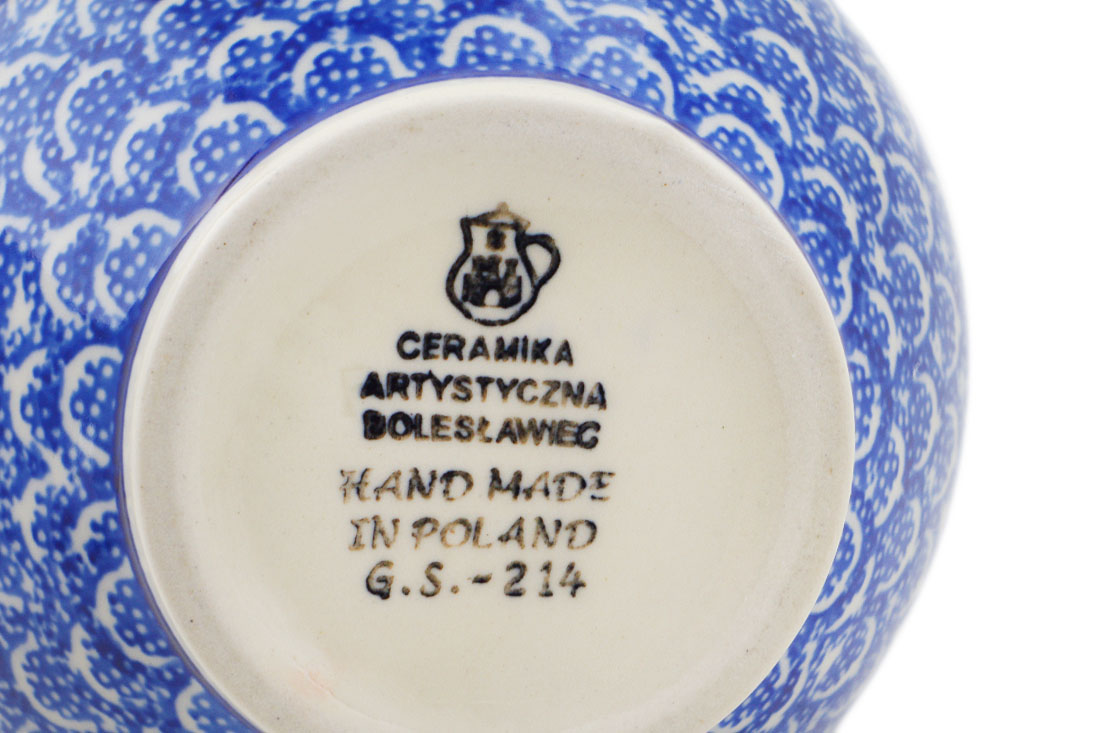 CERAMIKA
ARTYSTYCZNA
BOLESŁAWIEC
HAND MADE
IN POLAND
G.S.-214